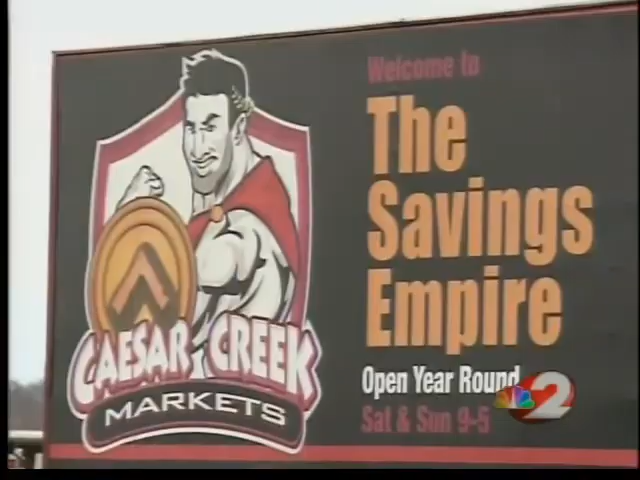 Welcome to
The
Savings
Empire
CAESAR CREEK
MARKETS
Open Year Round
Sat & Sun 9-5
2